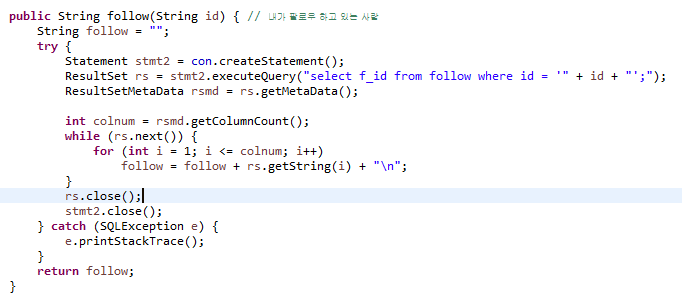 public String follow(String id) { // 내가 팔로우 하고 있는 사람
    String follow = "";
    try {
        Statement stmt2 = con.createStatement();
        ResultSet rs = stmt2.executeQuery("select f_id from follow where id = '" + id + "';");
        ResultSetMetaData rsmd = rs.getMetaData();

        int colnum = rsmd.getColumnCount();
        while (rs.next()) {
            for (int i = 1; i <= colnum; i++)
                follow = follow + rs.getString(i) + "\n";
        }
        rs.close();
        stmt2.close();
    } catch (SQLException e) {
        e.printStackTrace();
    }
    return follow;
}